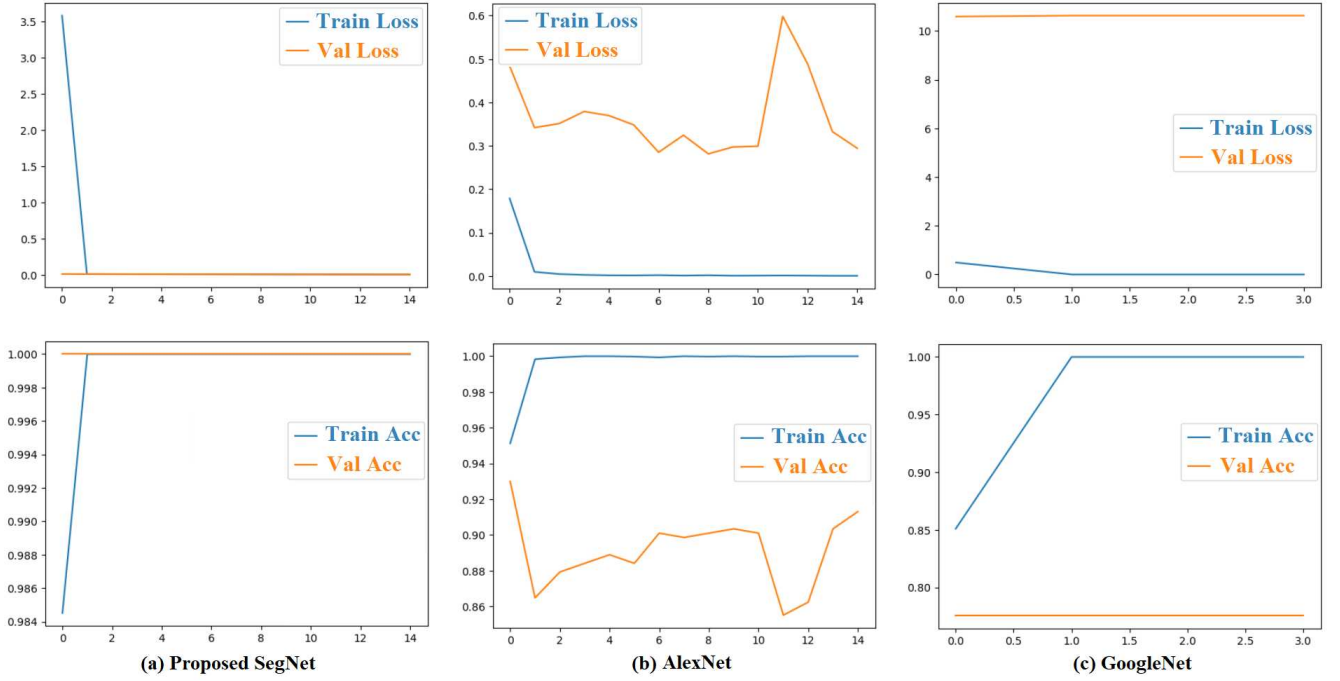 3.5
3.0
2.5
2.0
1.5
1.0
0.5
0.0
0 2 4 6 8 10 12 14
Train Loss
Val Loss
0.6
0.5
0.4
0.3
0.2
0.1
0.0
0 2 4 6 8 10 12 14
Train Loss
Val Loss
10
8
6
4
2
0
0.0 0.5 1.0 1.5 2.0 2.5 3.0
Train Loss
Val Loss
1.000
0.998
0.996
0.994
0.992
0.990
0.988
0.986
0.984
0 2 4 6 8 10 12 14
Train Acc
Val Acc
(a) Proposed SegNet
1.00
0.98
0.96
0.94
0.92
0.90
0.88
0.86
0 2 4 6 8 10 12 14
Train Acc
Val Acc
(b) AlexNet
1.00
0.95
0.90
0.85
0.80
0.0 0.5 1.0 1.5 2.0 2.5 3.0
Train Acc
Val Acc
(c) GoogleNet